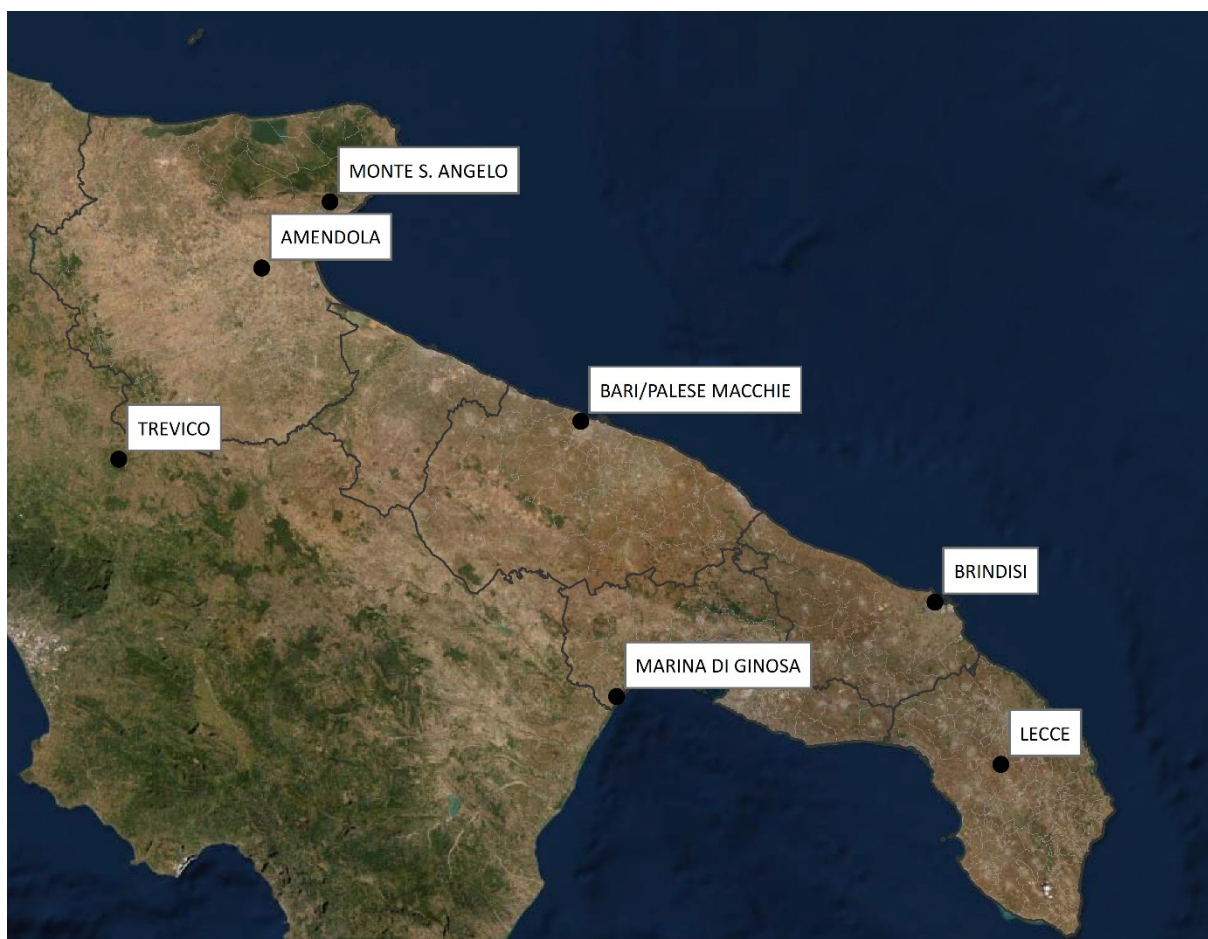 MONTE S. ANGELO
AMENDOLA
BARI/PALESE MACCHIE
TREVICO
BRINDISI
MARINA DI GINOSA
LECCE